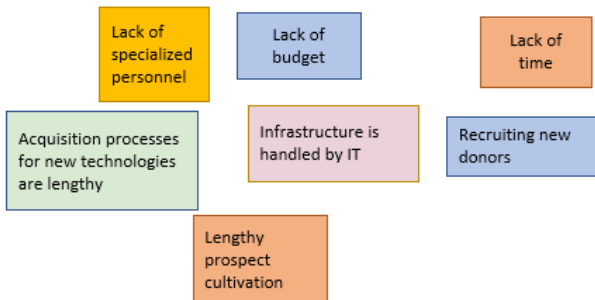 Lack of
specialized
personnel
Lack of
budget
Lack of
time
Acquisition processes
for new technologies
are lengthy
Infrastructure is
handled by IT
Recruiting new
donors
Lengthy
prospect
cultivation